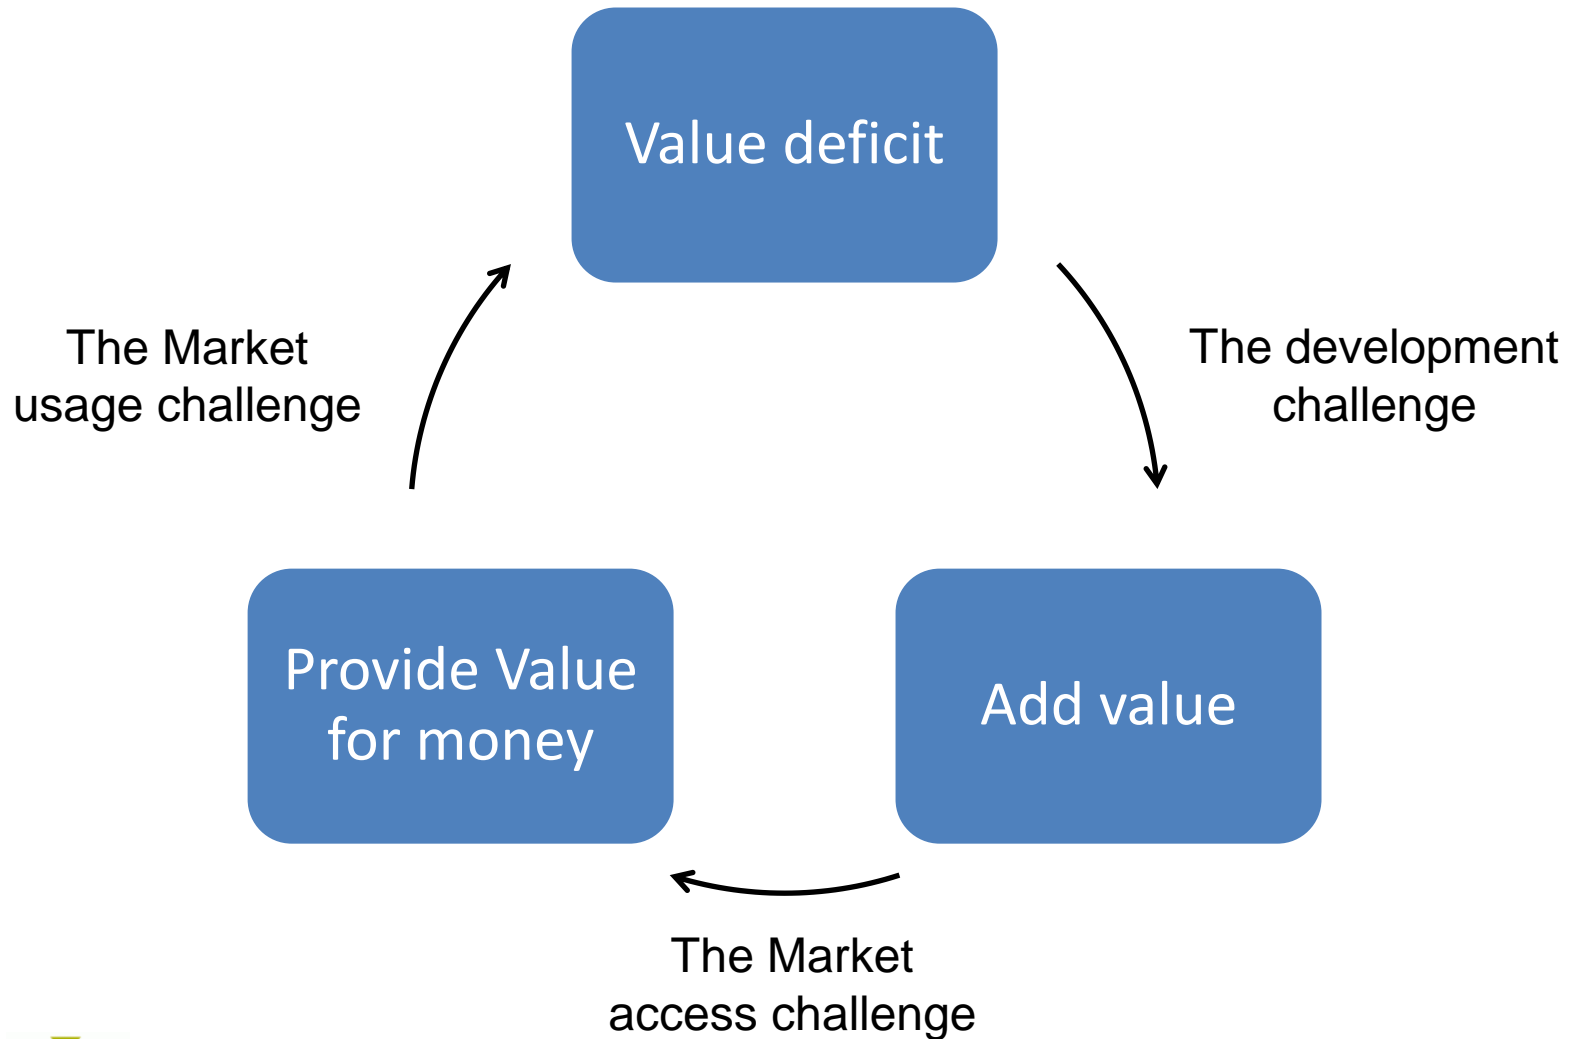 Value deficit
The Market
usage challenge
The development
challenge
Provide Value
for money
Add value
The Market
access challenge